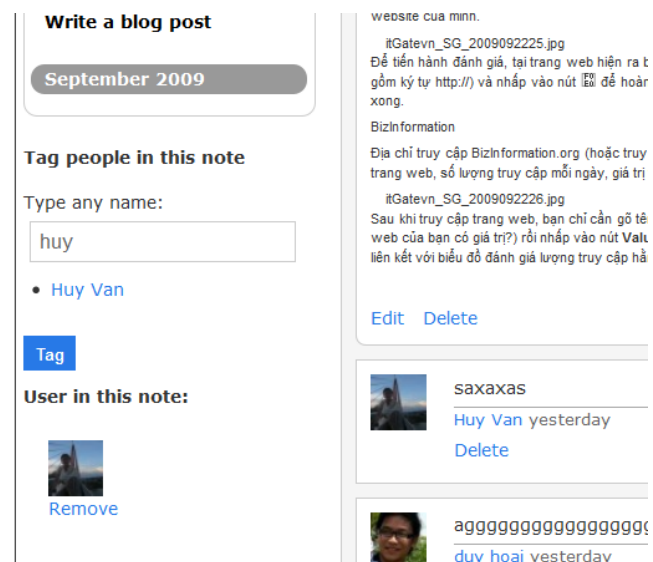 Write a blog post
September 2009
Tag people in this note
Type any name:
huy
Huy Van
Tag
User in this note:
Remove
website của mình.
itGatevn_SG_2009092225.jpg
Để tiến hành đánh giá, tại trang web hiện ra
gồm ký tự http://) và nhấp vào nút để hoàn
xong.
BizInformation
Địa chỉ truy cập BizInformation.org (hoặc truy
trang web, số lượng truy cập mỗi ngày, giá trị
itGatevn_SG_2009092226.jpg
Sau khi truy cập trang web, bạn chỉ cần gõ tên
web của bạn có giá trị?) rồi nhấp vào nút Valu
liên kết với biểu đồ đánh giá lượng truy cập
Edit Delete
saxaxas
Huy Van yesterday
Delete
duy hoai yesterday